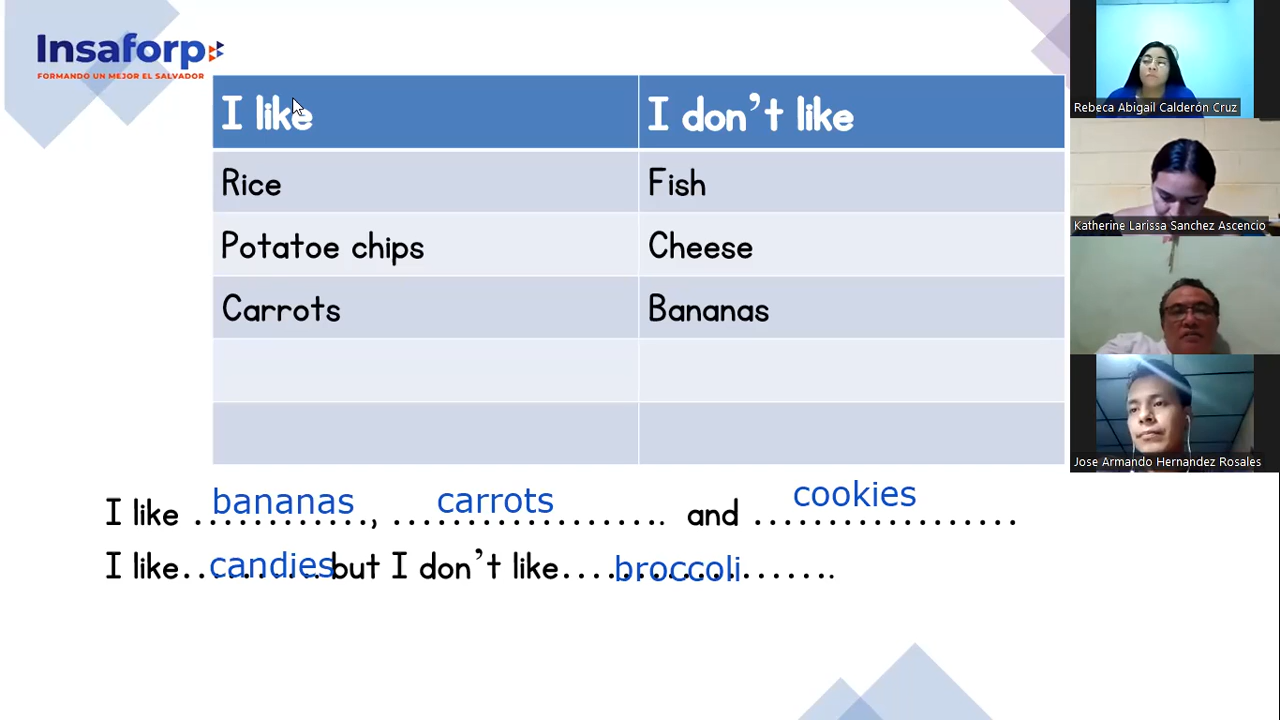 Insaforp
FORMANDO UN MEJOR EL SALVADOR
I like I don't like
Rice Fish
Potatoe chips Cheese
Carrots Bananas
I like bananas, carrots. and cookies
I like candies but I don't like broccoli.
Rebeca Abigail Calderón Cruz
Katherine Larissa Sanchez Ascencio
Jose Armando Hernandez Rosales